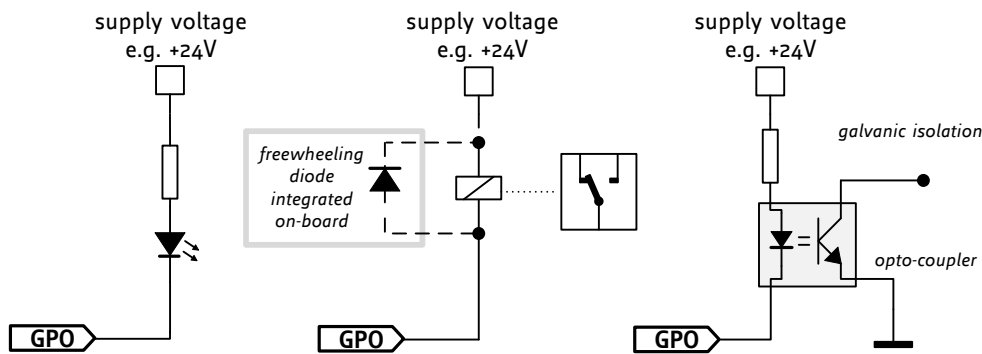 supply voltage
e.g. +24V
GPO
supply voltage
e.g. +24V
freewheeling
diode
integrated
on-board
GPO
supply voltage
e.g. +24V
galvanic isolation
opto-coupler
GPO